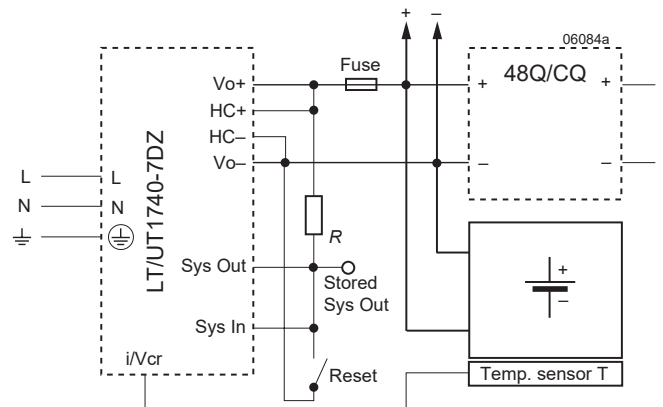 + –
06084a
Fuse
48Q/CQ
Vo+
+ +
HC+
HC–
Vo–
– –
L L
N N
LT/UT1740-7DZ
R
Sys Out
Stored
Sys Out
+
–
Sys In
i/Vcr
Reset
Temp. sensor T